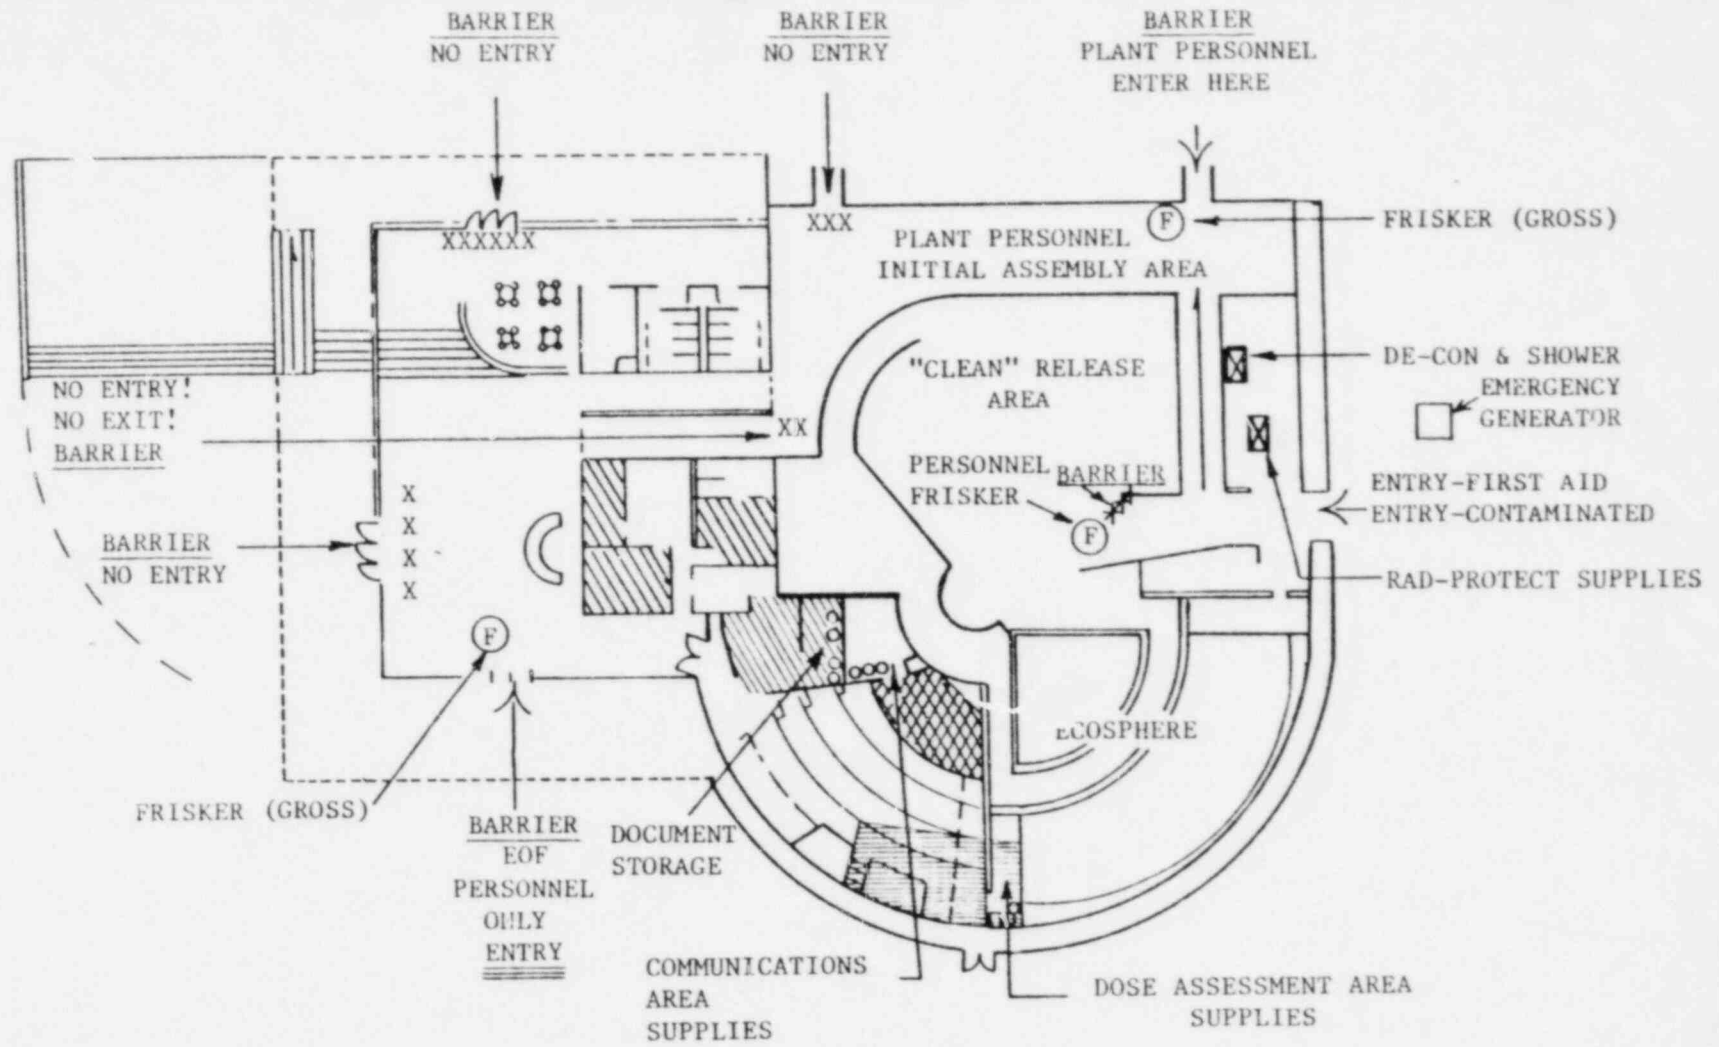 BARRIER
NO ENTRY
BARRIER
NO ENTRY
BARRIER
PLANT PERSONNEL
ENTER HERE
XXXXXX
XXX
F
FRISKER (GROSS)
PLANT PERSONNEL
INITIAL ASSEMBLY AREA
"CLEAN" RELEASE
AREA
DE-CON & SHOWER
EMERGENCY
GENERATOR
NO ENTRY!
NO EXIT!
BARRIER
XX
PERSONNEL
FRISKER
BARRIER
F
ENTRY-FIRST AID
ENTRY-CONTAMINATED
X
X
X
X
BARRIER
NO ENTRY
RAD-PROTECT SUPPLIES
F
ECOSPHERE
FRISKER (GROSS)
BARRIER
EOF
PERSONNEL
ONLY
ENTRY
DOCUMENT
STORAGE
COMMUNICATIONS
AREA
SUPPLIES
DOSE ASSESSMENT AREA
SUPPLIES